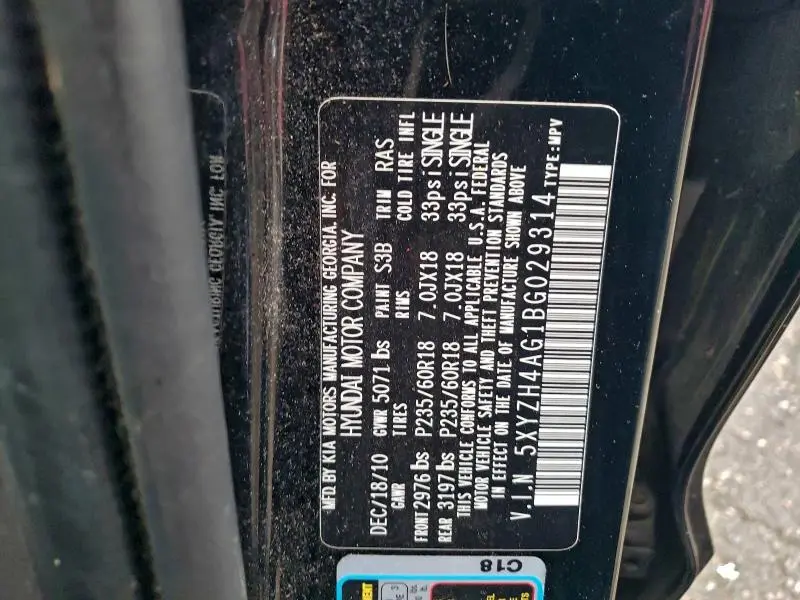 MFD. BY KIA MOTORS MANUFACTURING GEORGIA, INC. FOR
HYUNDAI MOTOR COMPANY
DEC/18/10 GVWR 5071 lbs PAINT S3B TRIM RAS
GAWR TIRES RIMS COLD TIRE INFL
FRONT 2976 lbs P235/60R18 7.0JX18 33psi SINGLE
REAR 3197 lbs P235/60R18 7.0JX18 33psi SINGLE
THIS VEHICLE CONFORMS TO ALL APPLICABLE U.S.A. FEDERAL
MOTOR VEHICLE SAFETY AND THEFT PREVENTION STANDARDS
IN EFFECT ON THE DATE OF MANUFACTURE SHOWN ABOVE
V.I.N 5XYZH4AG1BG029314 TYPE:MPV
C18